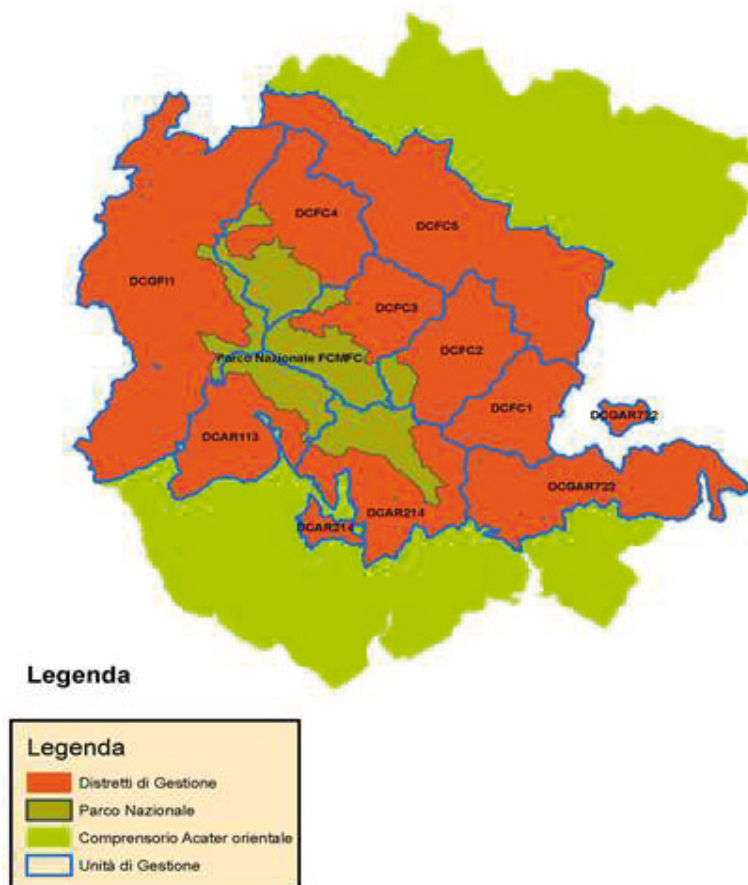 DCFC4
DCFC5
DCGFI1
DCFC3
DCFC2
Parco Nazionale FCMFC
DCFC1
DCGAR722
DCAR113
DCGAR722
DCAR214
DCAR214
Legenda
Legenda
Distretti di Gestione
Parco Nazionale
Comprensorio Acater orientale
Unità di Gestione